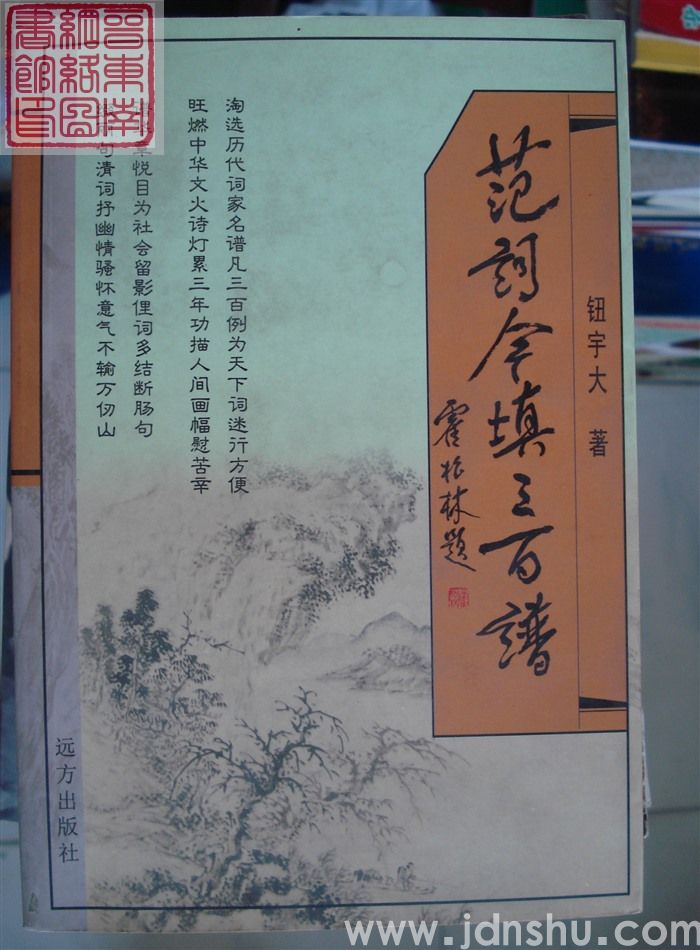 晋东南
网络图
书馆印
范词今填三百谱
钮宇大 著
霍松林题
淘选历代词家名谱凡三百例为天下词迷行方便
旺燃中华文火诗灯累三年功描人间画幅慰苦辛
章悦目为社会留影俚词多结断肠句
句清词抒幽情骚怀意气不输万仞山
远方出版社
www.jdnshu.com